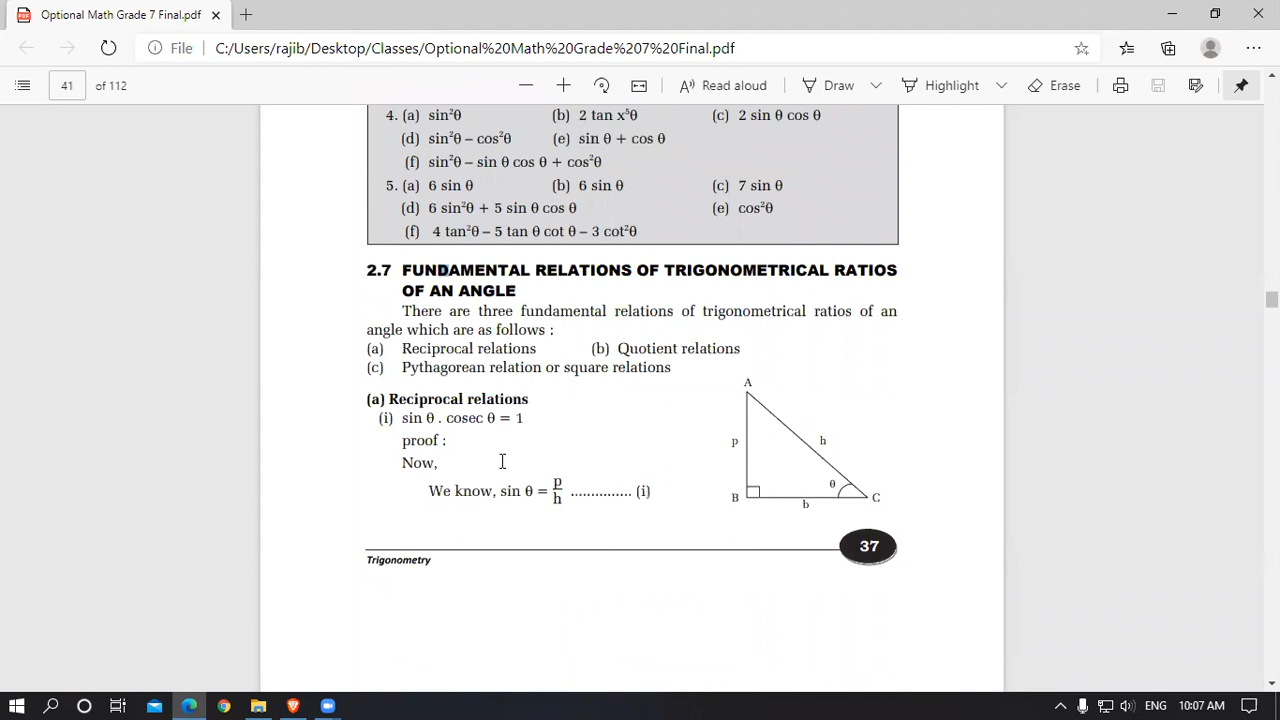 Optional Math Grade 7 Final.pdf
File C:/Users/rajib/Desktop/Classes/Optional%20Math%20Grade%207%20Final.pdf
41 of 112 Read aloud Draw Highlight Erase
4. (a) sin²θ (b) 2 tan x⁵θ (c) 2 sin θ cos θ
(d) sin²θ – cos²θ (e) sin θ + cos θ
(f) sin²θ – sin θ cos θ + cos²θ
5. (a) 6 sin θ (b) 6 sin θ (c) 7 sin θ
(d) 6 sin²θ + 5 sin θ cos θ (e) cos²θ
(f) 4 tan²θ – 5 tan θ cot θ – 3 cot²θ
2.7 FUNDAMENTAL RELATIONS OF TRIGONOMETRICAL RATIOS
OF AN ANGLE
There are three fundamental relations of trigonometrical ratios of an
angle which are as follows :
(a) Reciprocal relations (b) Quotient relations
(c) Pythagorean relation or square relations
(a) Reciprocal relations
(i) sin θ . cosec θ = 1
proof :
Now,
We know, sin θ = p/h ............... (i)
A
p h
θ
B C
b
37
Trigonometry
ENG 10:07 AM